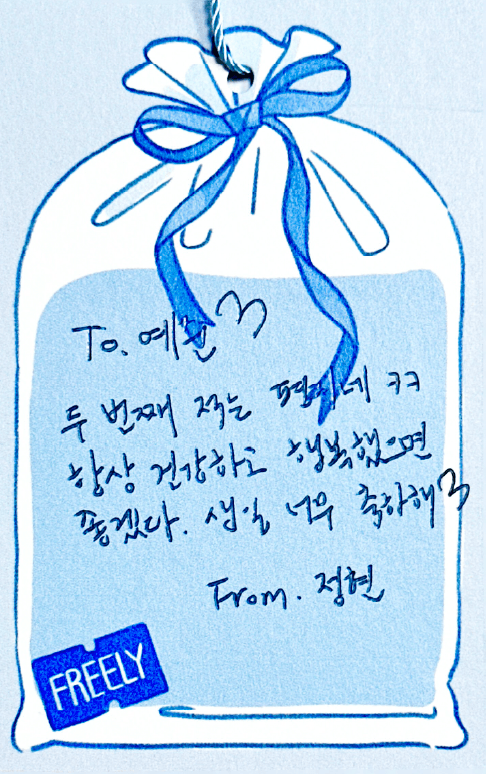 To. 예원♡
두 번째 적는 편지네 ㅋㅋ
항상 건강하고 행복했으면
좋겠다. 생일 너무 축하해♡
From. 정현
FREELY